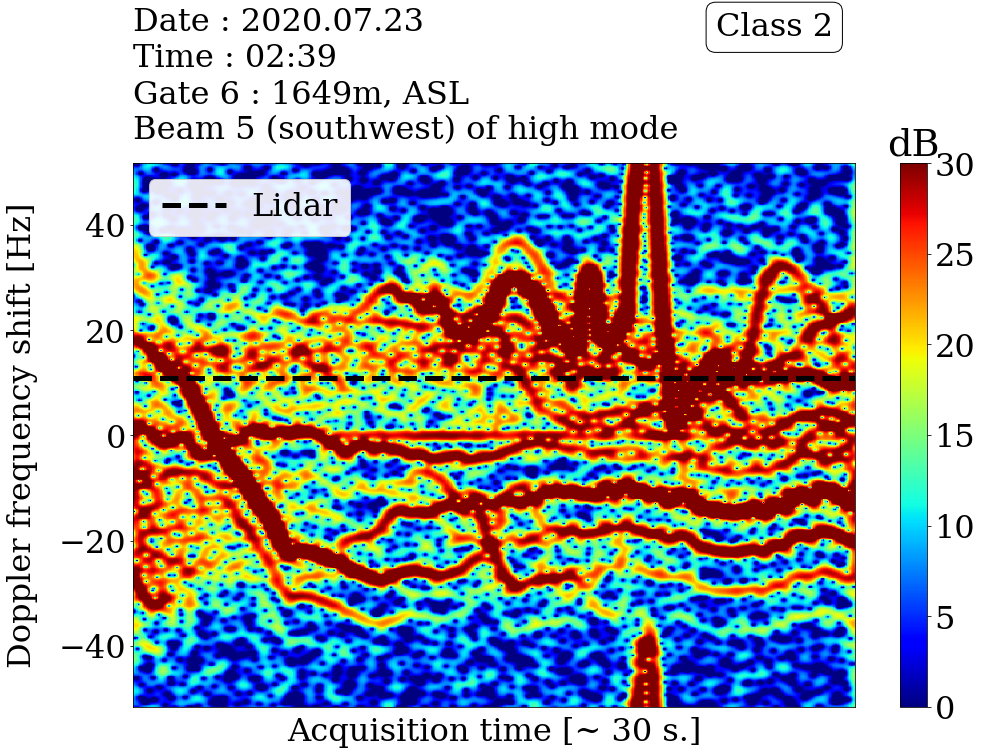 Date : 2020.07.23
Time : 02:39
Gate 6 : 1649m, ASL
Beam 5 (southwest) of high mode
Class 2
dB
Lidar
Doppler frequency shift [Hz]
40
20
0
−20
−40
30
25
20
15
10
5
0
Acquisition time [~ 30 s.]